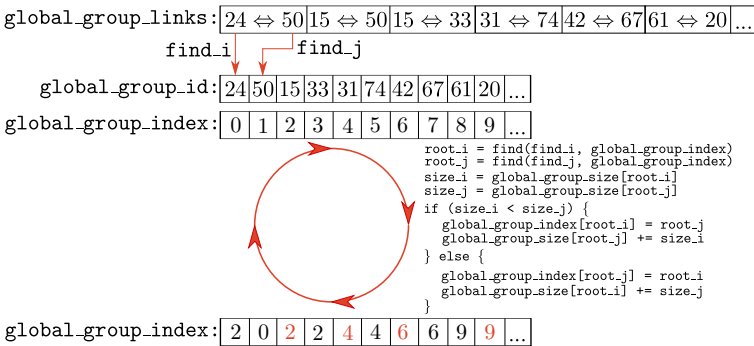 global_group_links: 24 ⇔ 50 15 ⇔ 50 15 ⇔ 33 31 ⇔ 74 42 ⇔ 67 61 ⇔ 20 ...
find_i find_j
global_group_id: 24 50 15 33 31 74 42 67 61 20 ...
global_group_index: 0 1 2 3 4 5 6 7 8 9 ...
root_i = find(find_i, global_group_index)
root_j = find(find_j, global_group_index)
size_i = global_group_size[root_i]
size_j = global_group_size[root_j]
if (size_i < size_j) {
global_group_index[root_i] = root_j
global_group_size[root_j] += size_i
} else {
global_group_index[root_j] = root_i
global_group_size[root_i] += size_j
}
global_group_index: 2 0 2 2 4 4 6 6 9 9 ...